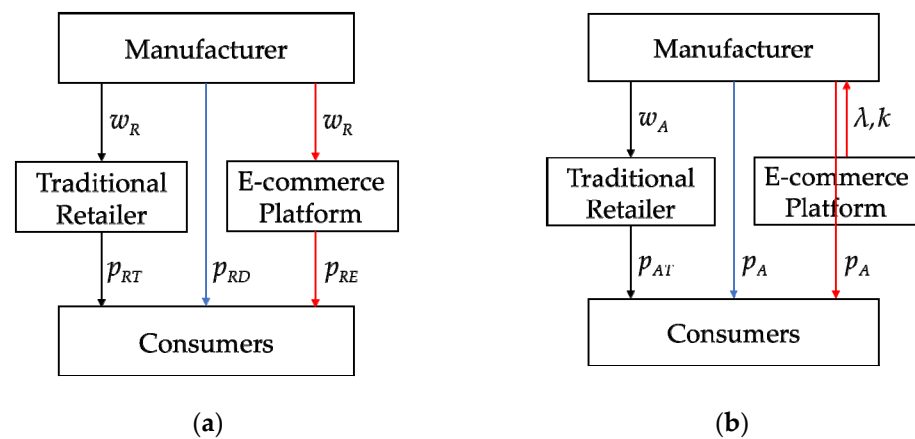 Manufacturer
w_R
w_R
Traditional
Retailer
E-commerce
Platform
p_RT
p_RD
p_RE
Consumers
(a)
Manufacturer
w_A
λ, k
Traditional
Retailer
E-commerce
Platform
p_AT
p_A
p_A
Consumers
(b)